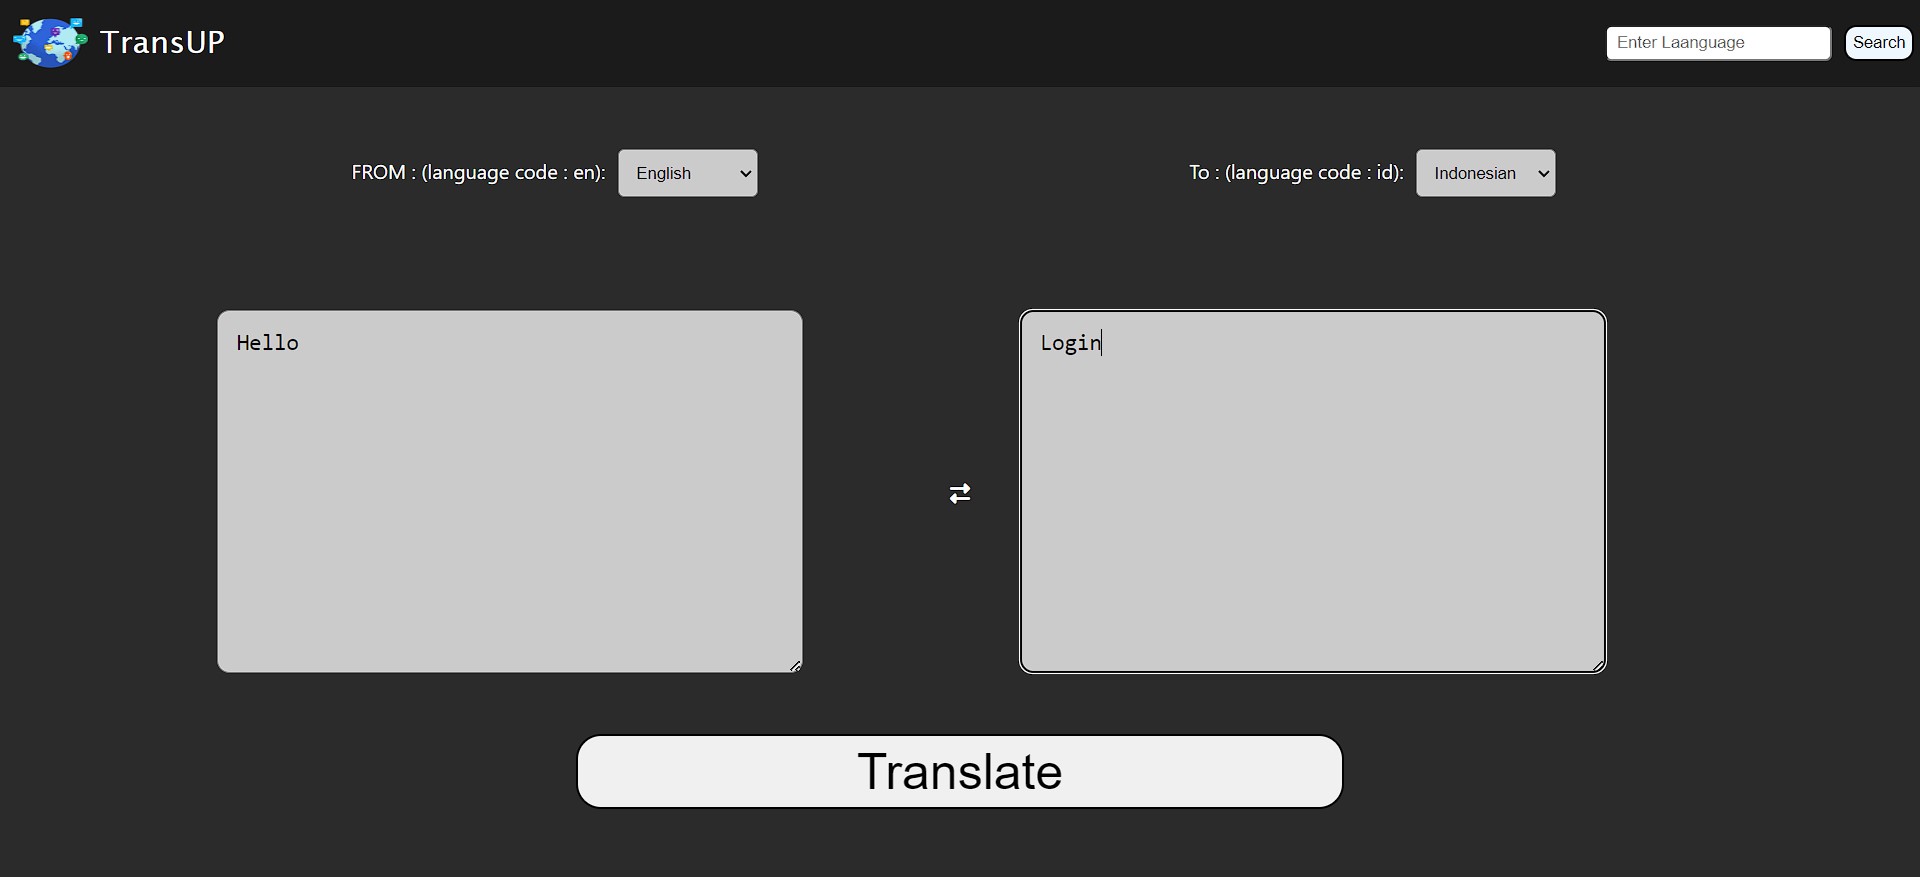 TransUP
Enter Laanguage
Search
FROM : (language code : en):
English
To : (language code : id):
Indonesian
Hello
Login
Translate